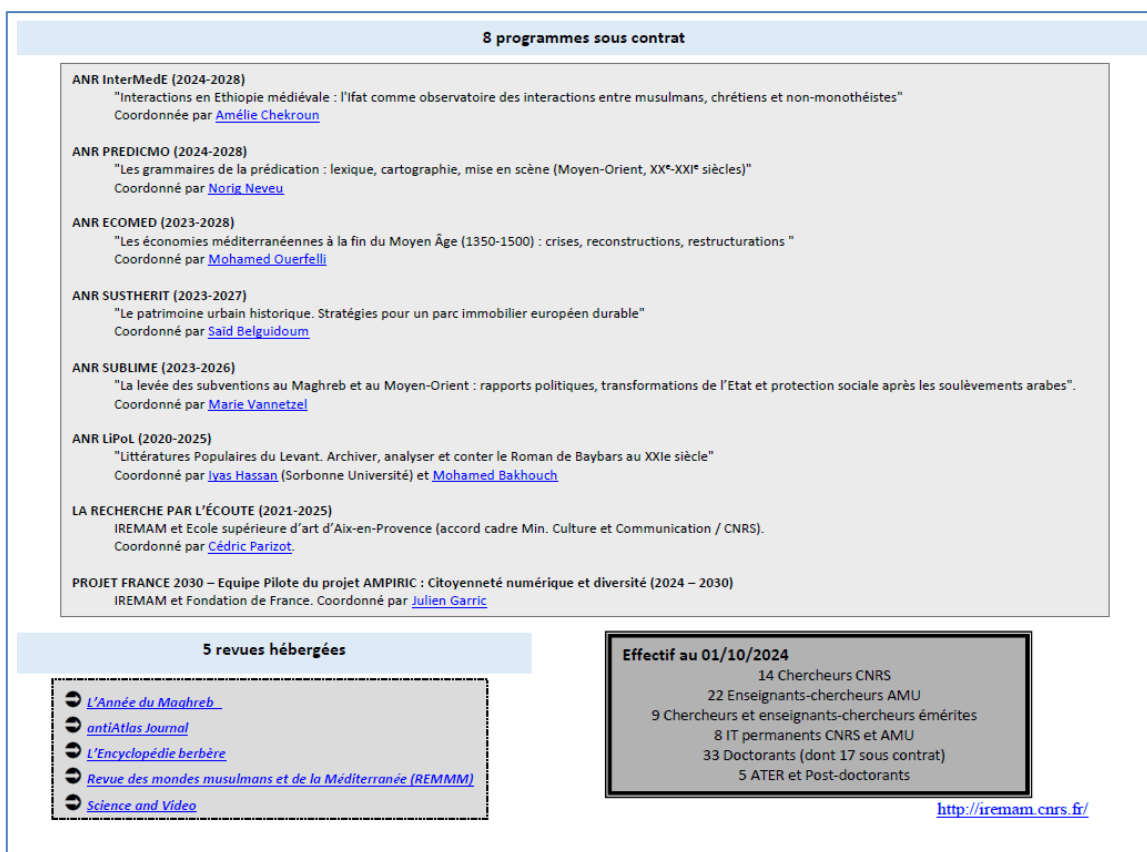 8 programmes sous contrat
ANR InterMedE (2024-2028)
"Interactions en Ethiopie médiévale : l'Ifat comme observatoire des interactions entre musulmans, chrétiens et non-monothéistes"
Coordonnée par Amélie Chekroun
ANR PREDICMO (2024-2028)
"Les grammaires de la prédication : lexique, cartographie, mise en scène (Moyen-Orient, XXᵉ-XXIᵉ siècles)"
Coordonné par Norig Neveu
ANR ECOMED (2023-2028)
"Les économies méditerranéennes à la fin du Moyen Âge (1350-1500) : crises, reconstructions, restructurations "
Coordonné par Mohamed Ouerfelli
ANR SUSTHERIT (2023-2027)
"Le patrimoine urbain historique. Stratégies pour un parc immobilier européen durable"
Coordonné par Saïd Belguidoum
ANR SUBLIME (2023-2026)
"La levée des subventions au Maghreb et au Moyen-Orient : rapports politiques, transformations de l'Etat et protection sociale après les soulèvements arabes".
Coordonné par Marie Vannetzel
ANR LiPoL (2020-2025)
"Littératures Populaires du Levant. Archiver, analyser et conter le Roman de Baybars au XXIe siècle"
Coordonné par Iyas Hassan (Sorbonne Université) et Mohamed Bakhouch
LA RECHERCHE PAR L'ÉCOUTE (2021-2025)
IREMAM et Ecole supérieure d'art d'Aix-en-Provence (accord cadre Min. Culture et Communication / CNRS).
Coordonné par Cédric Parizot.
PROJET FRANCE 2030 – Equipe Pilote du projet AMPIRIC : Citoyenneté numérique et diversité (2024 – 2030)
IREMAM et Fondation de France. Coordonné par Julien Garric
5 revues hébergées
L'Année du Maghreb
antiAtlas Journal
L'Encyclopédie berbère
Revue des mondes musulmans et de la Méditerranée (REMMM)
Science and Video
Effectif au 01/10/2024
14 Chercheurs CNRS
22 Enseignants-chercheurs AMU
9 Chercheurs et enseignants-chercheurs émérites
8 IT permanents CNRS et AMU
33 Doctorants (dont 17 sous contrat)
5 ATER et Post-doctorants
http://iremam.cnrs.fr/